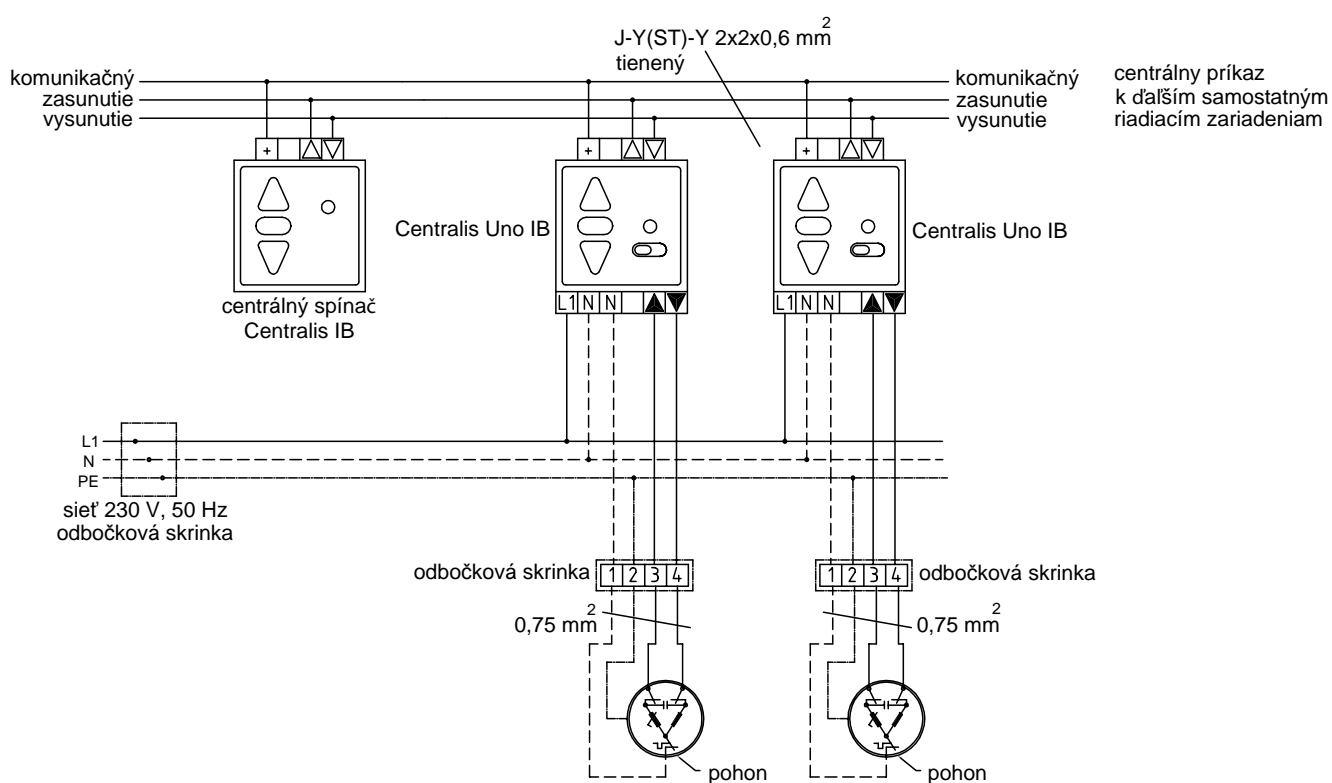 J-Y(ST)-Y 2x2x0,6 mm²
tienený
komunikačný
zasunutie
vysunutie
komunikačný
zasunutie
vysunutie
centrálny príkaz
k ďaľším samostatným
riadiacím zariadeniam
+
+
+
Centralis Uno IB
Centralis Uno IB
centrálný spínač
Centralis IB
L1 N N
L1 N N
L1
N
PE
sieť 230 V, 50 Hz
odbočková skrinka
odbočková skrinka
1 2 3 4
1 2 3 4
odbočková skrinka
0,75 mm²
0,75 mm²
pohon
pohon